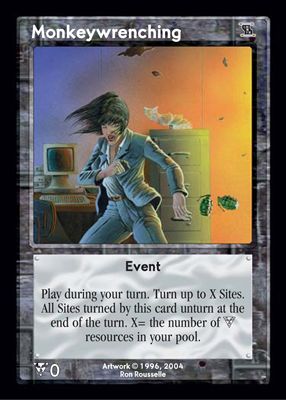 Monkeywrenching
Event
Play during your turn. Turn up to X Sites.
All Sites turned by this card unturn at the
end of the turn. X= the number of
resources in your pool.
0
Artwork © 1996, 2004
Ron Rousselle